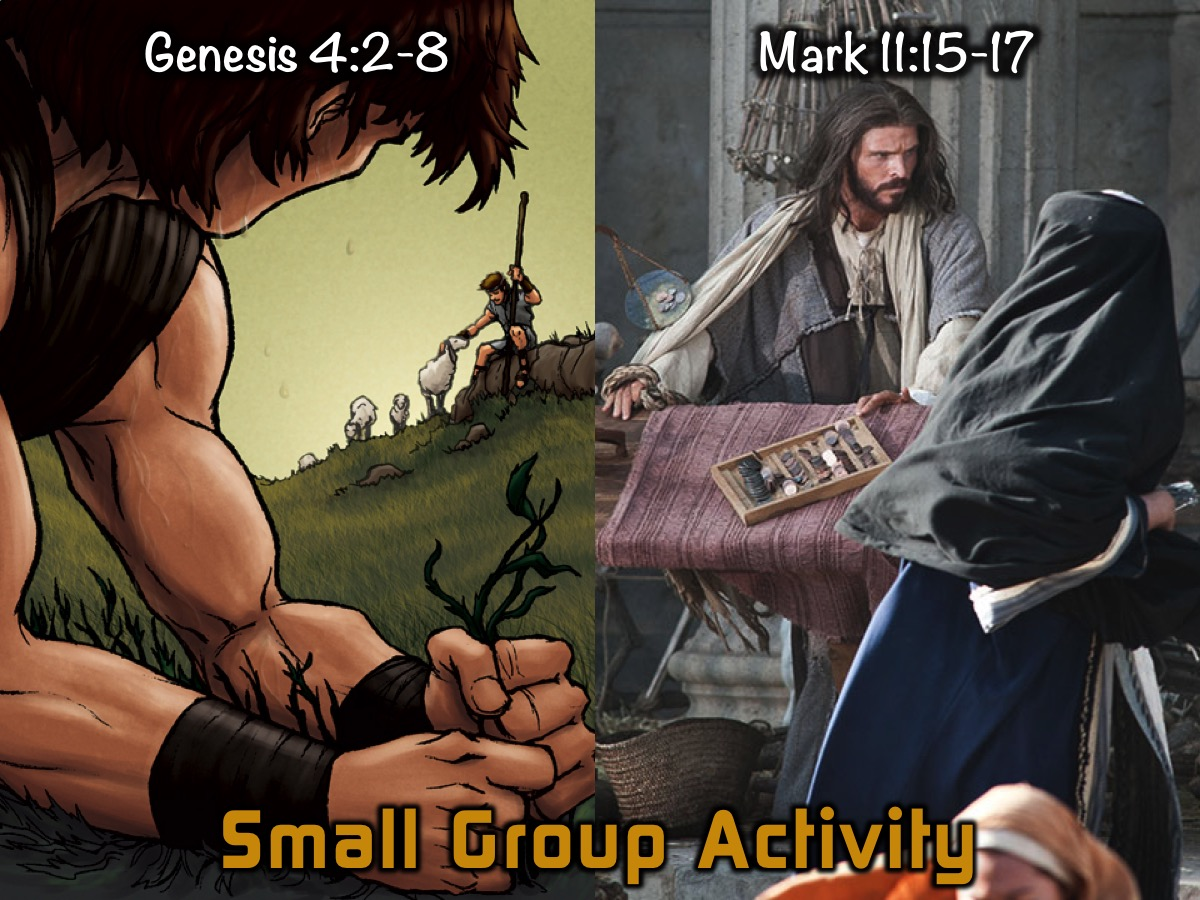 Genesis 4:2-8
Mark 11:15-17
Small Group Activity